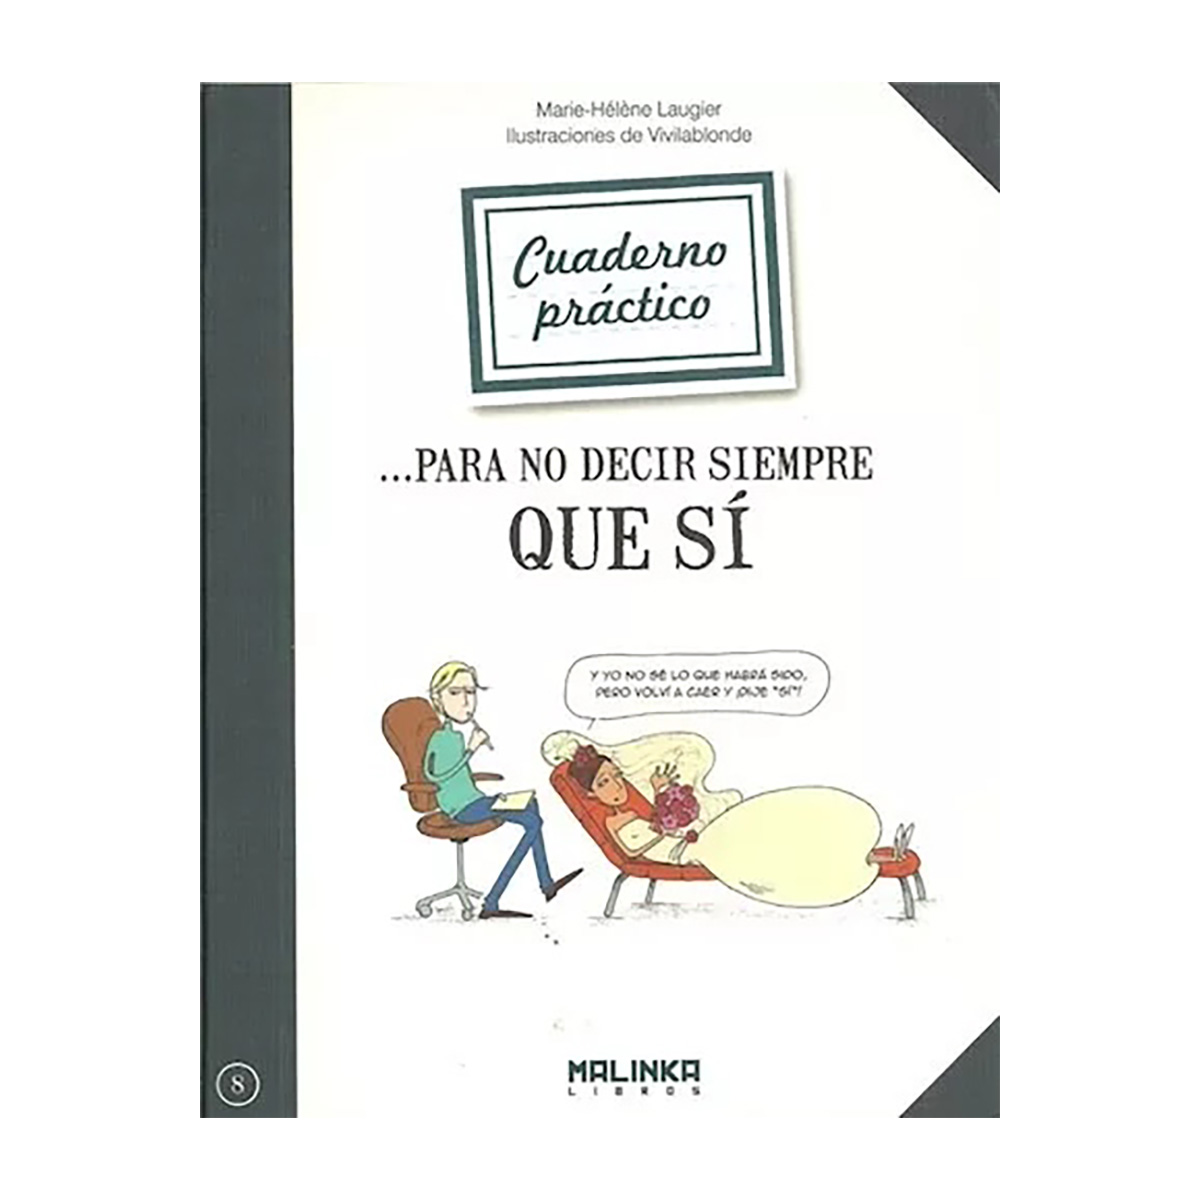 Marie-Hélène Laugier
Ilustraciones de Vivilablonde
Cuaderno
práctico
...PARA NO DECIR SIEMPRE
QUE SÍ
Y YO NO SÉ LO QUE HABRÁ SIDO,
PERO VOLVÍ A CAER Y ¡DIJE "SÍ"!
8
MALINKA
LIBROS